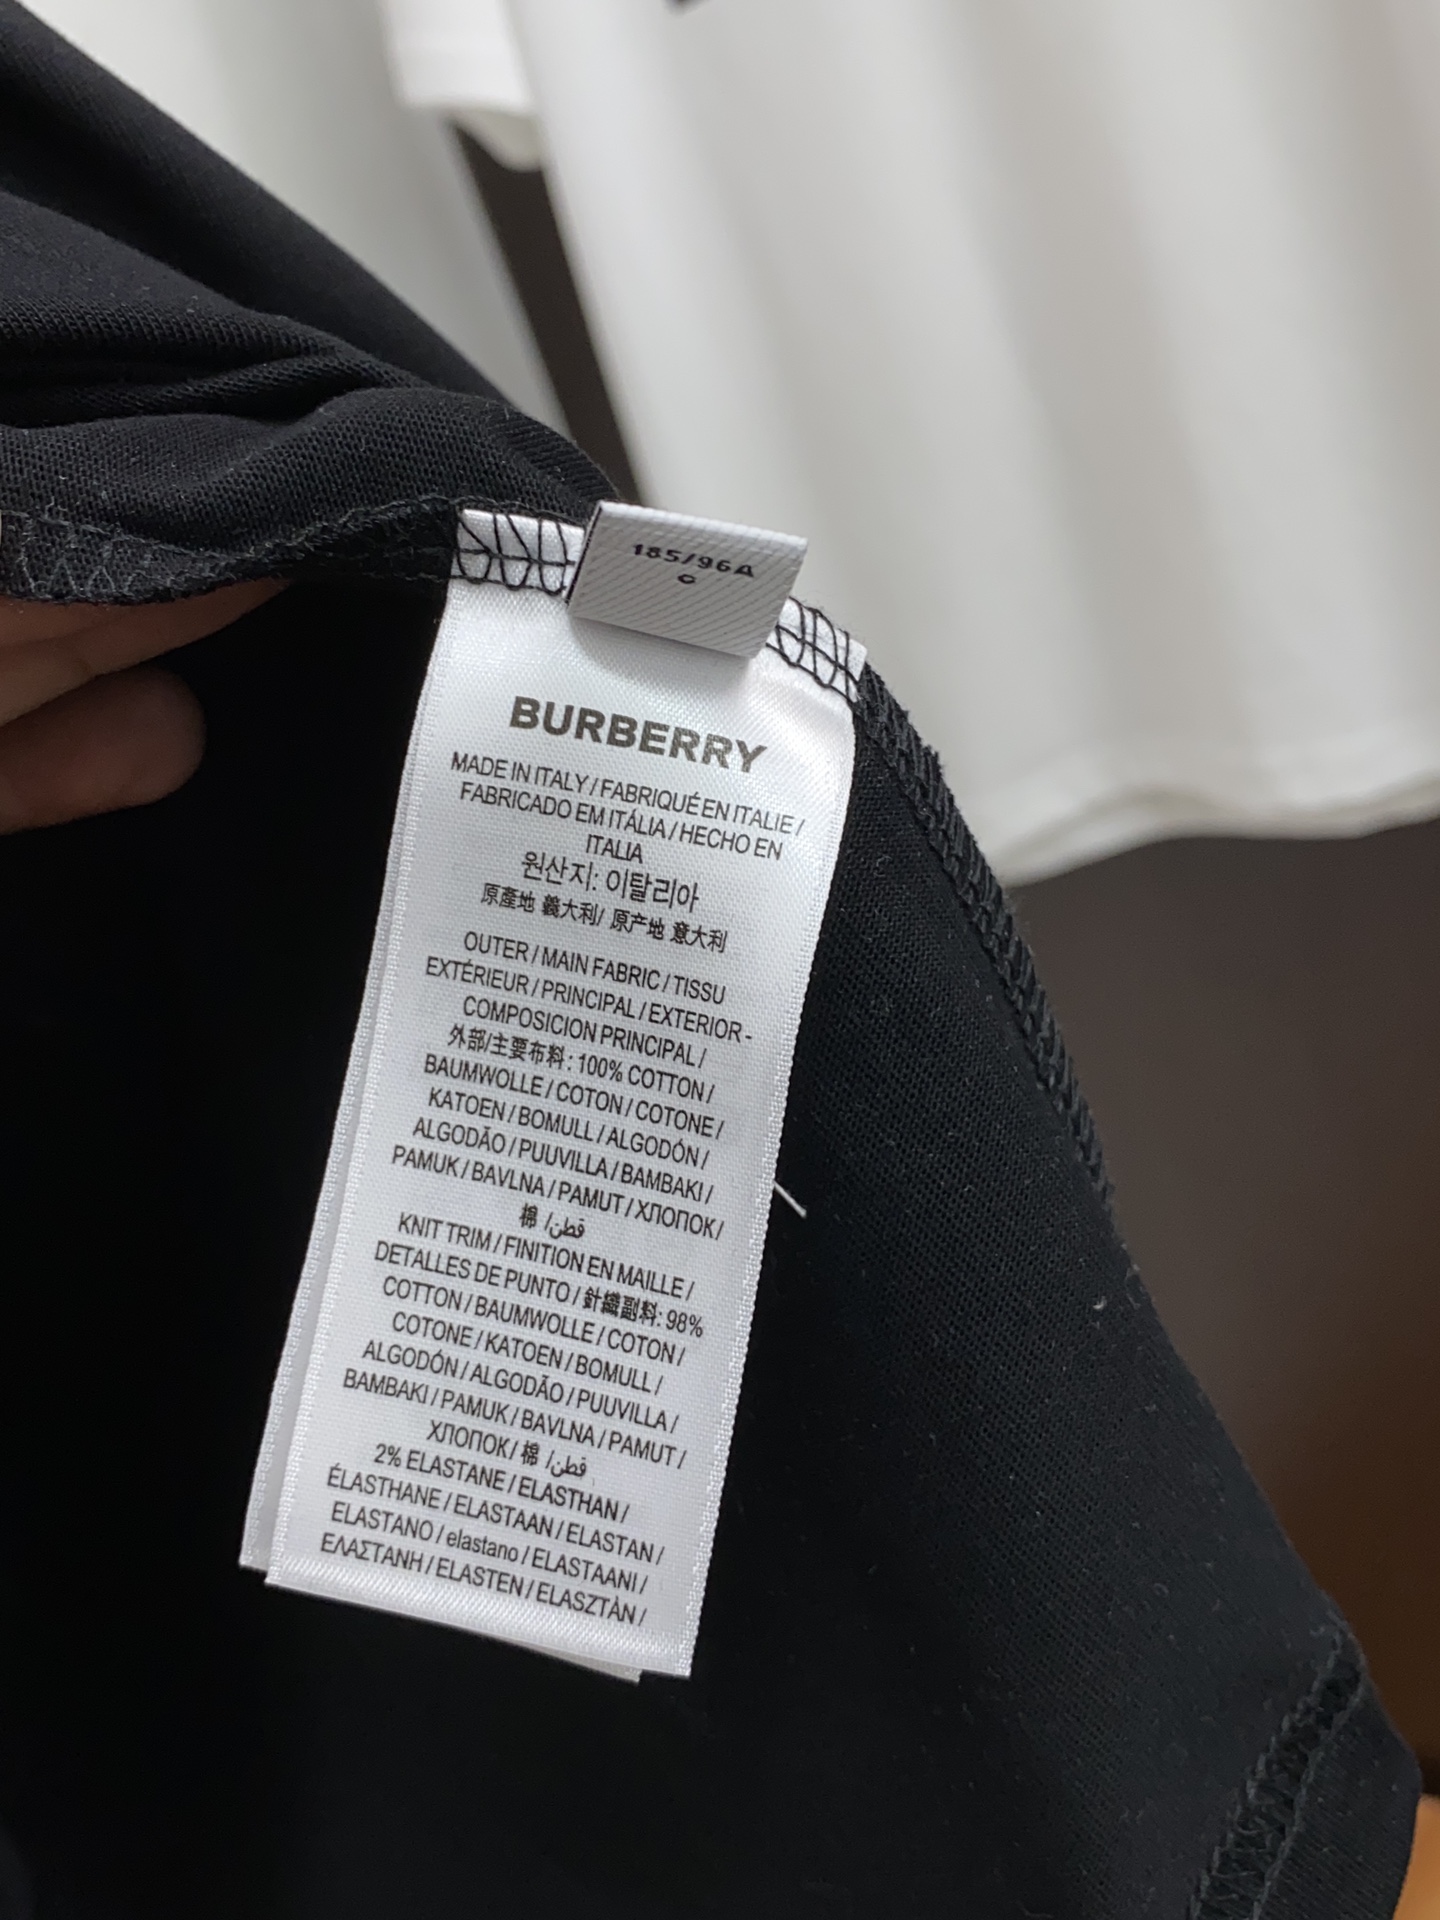 185/96A
C
BURBERRY
MADE IN ITALY / FABRIQUÉ EN ITALIE /
FABRICADO EM ITÁLIA / HECHO EN
ITALIA
원산지: 이탈리아
原產地 義大利/ 原产地 意大利
OUTER / MAIN FABRIC / TISSU
EXTÉRIEUR / PRINCIPAL / EXTERIOR -
COMPOSICION PRINCIPAL /
外部/主要布料 : 100% COTTON /
BAUMWOLLE / COTON / COTONE /
KATOEN / BOMULL / ALGODÓN /
ALGODÃO / PUUVILLA / BAMBAKI /
PAMUK / BAVLNA / PAMUT / ХЛОПОК/
棉 /قطن
KNIT TRIM / FINITION EN MAILLE /
DETALLES DE PUNTO / 針織副料: 98%
COTTON / BAUMWOLLE / COTON /
COTONE / KATOEN / BOMULL /
ALGODÓN / ALGODÃO / PUUVILLA /
BAMBAKI / PAMUK / BAVLNA / PAMUT /
ХЛОПОК/ 棉 /قطن
2% ELASTANE / ELASTHAN /
ÉLASTHANE / ELASTAAN / ELASTAN /
ELASTANO / elastano / ELASTAANI /
ΕΛΑΣΤΑΝΗ / ELASTEN / ELASZTÀN /